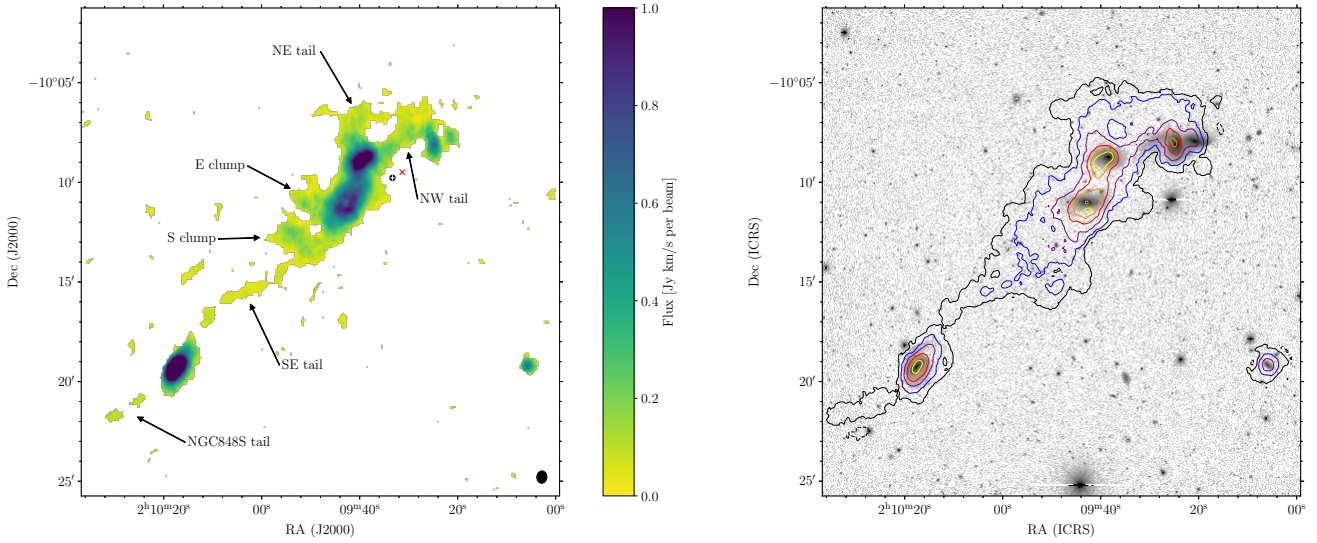 NE tail
−10°05′
E clump
10′
NW tail
S clump
15′
SE tail
20′
NGC848S tail
25′
2ʰ10ᵐ20ˢ
00ˢ
09ᵐ40ˢ
20ˢ
00ˢ
RA (J2000)
Dec (J2000)
1.0
0.8
0.6
0.4
0.2
0.0
Flux [Jy km/s per beam]
−10°05′
10′
15′
20′
25′
2ʰ10ᵐ20ˢ
00ˢ
09ᵐ40ˢ
20ˢ
00ˢ
RA (ICRS)
Dec (ICRS)